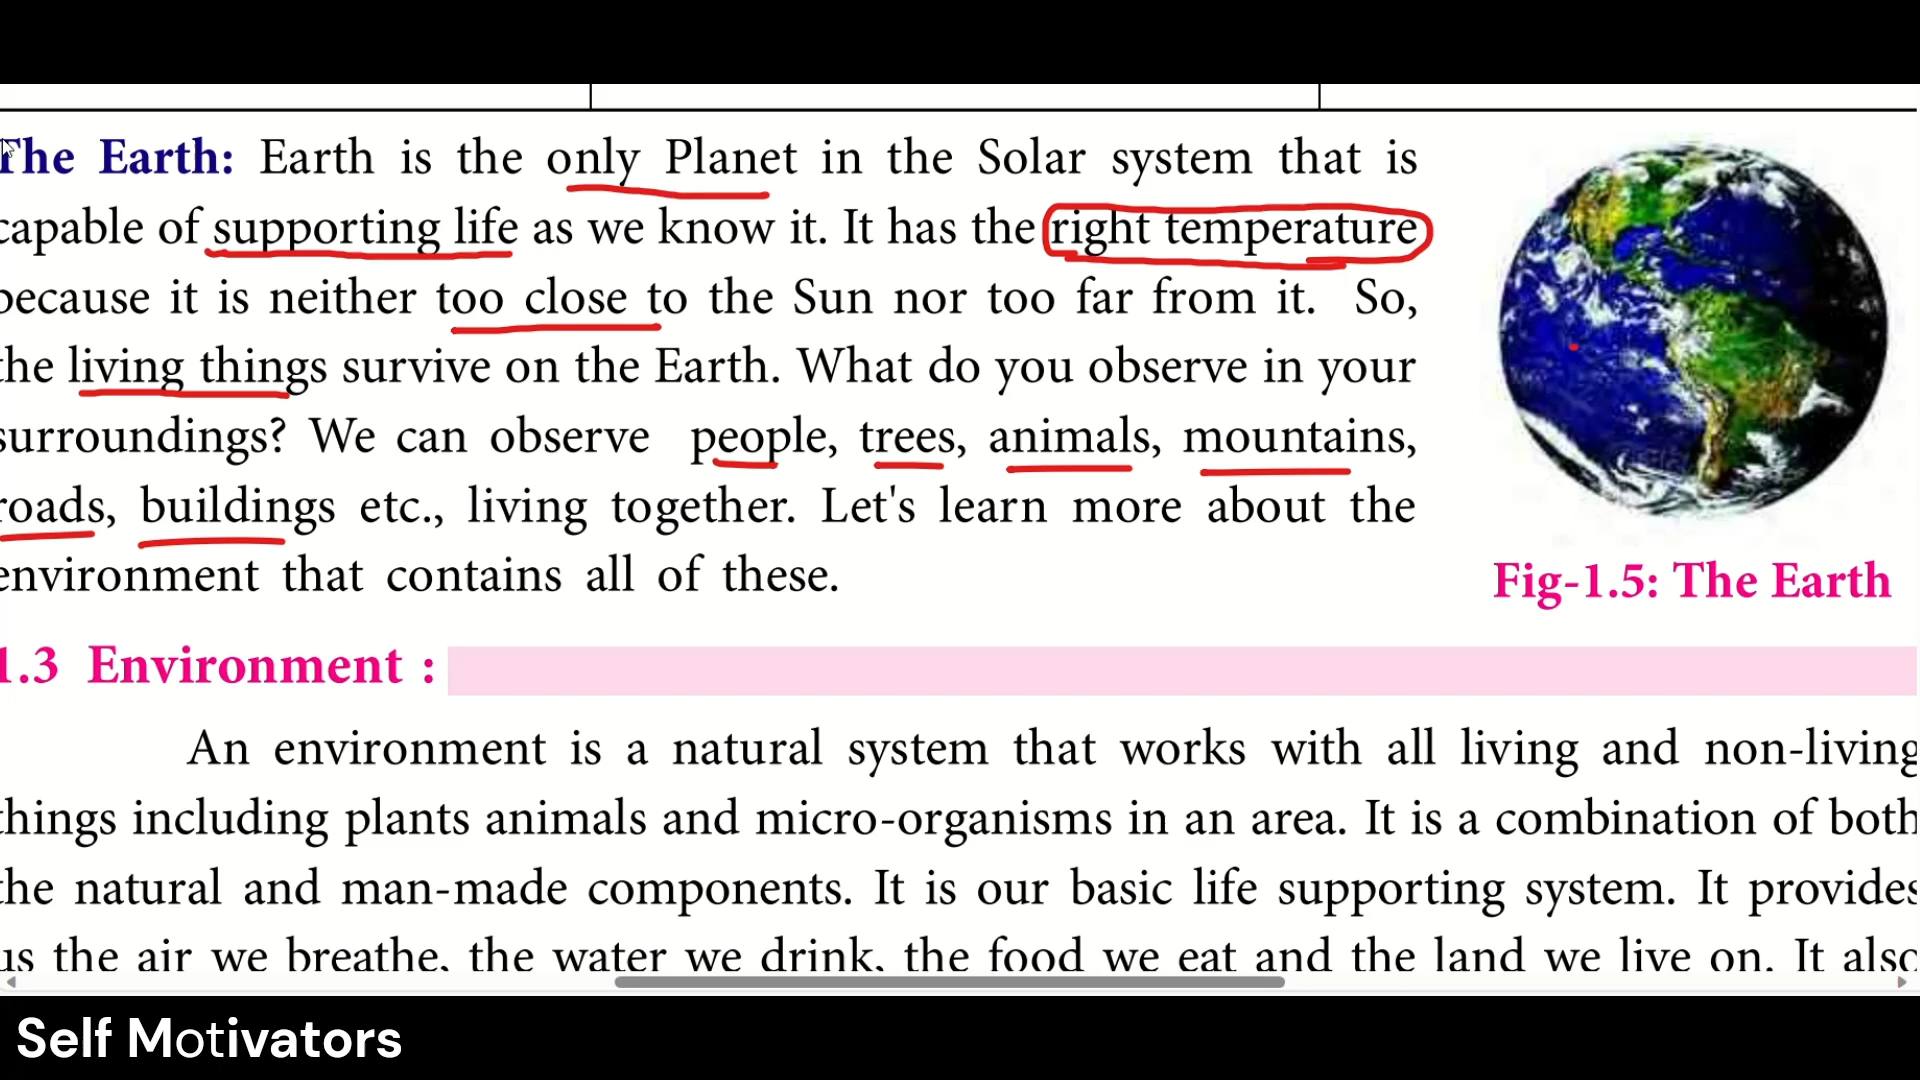 The Earth: Earth is the only Planet in the Solar system that is
capable of supporting life as we know it. It has the right temperature
because it is neither too close to the Sun nor too far from it. So,
the living things survive on the Earth. What do you observe in your
surroundings? We can observe people, trees, animals, mountains,
roads, buildings etc., living together. Let's learn more about the
environment that contains all of these.
Fig-1.5: The Earth
1.3 Environment :
An environment is a natural system that works with all living and non-living
things including plants animals and micro-organisms in an area. It is a combination of both
the natural and man-made components. It is our basic life supporting system. It provides
us the air we breathe, the water we drink, the food we eat and the land we live on. It also
Self Motivators